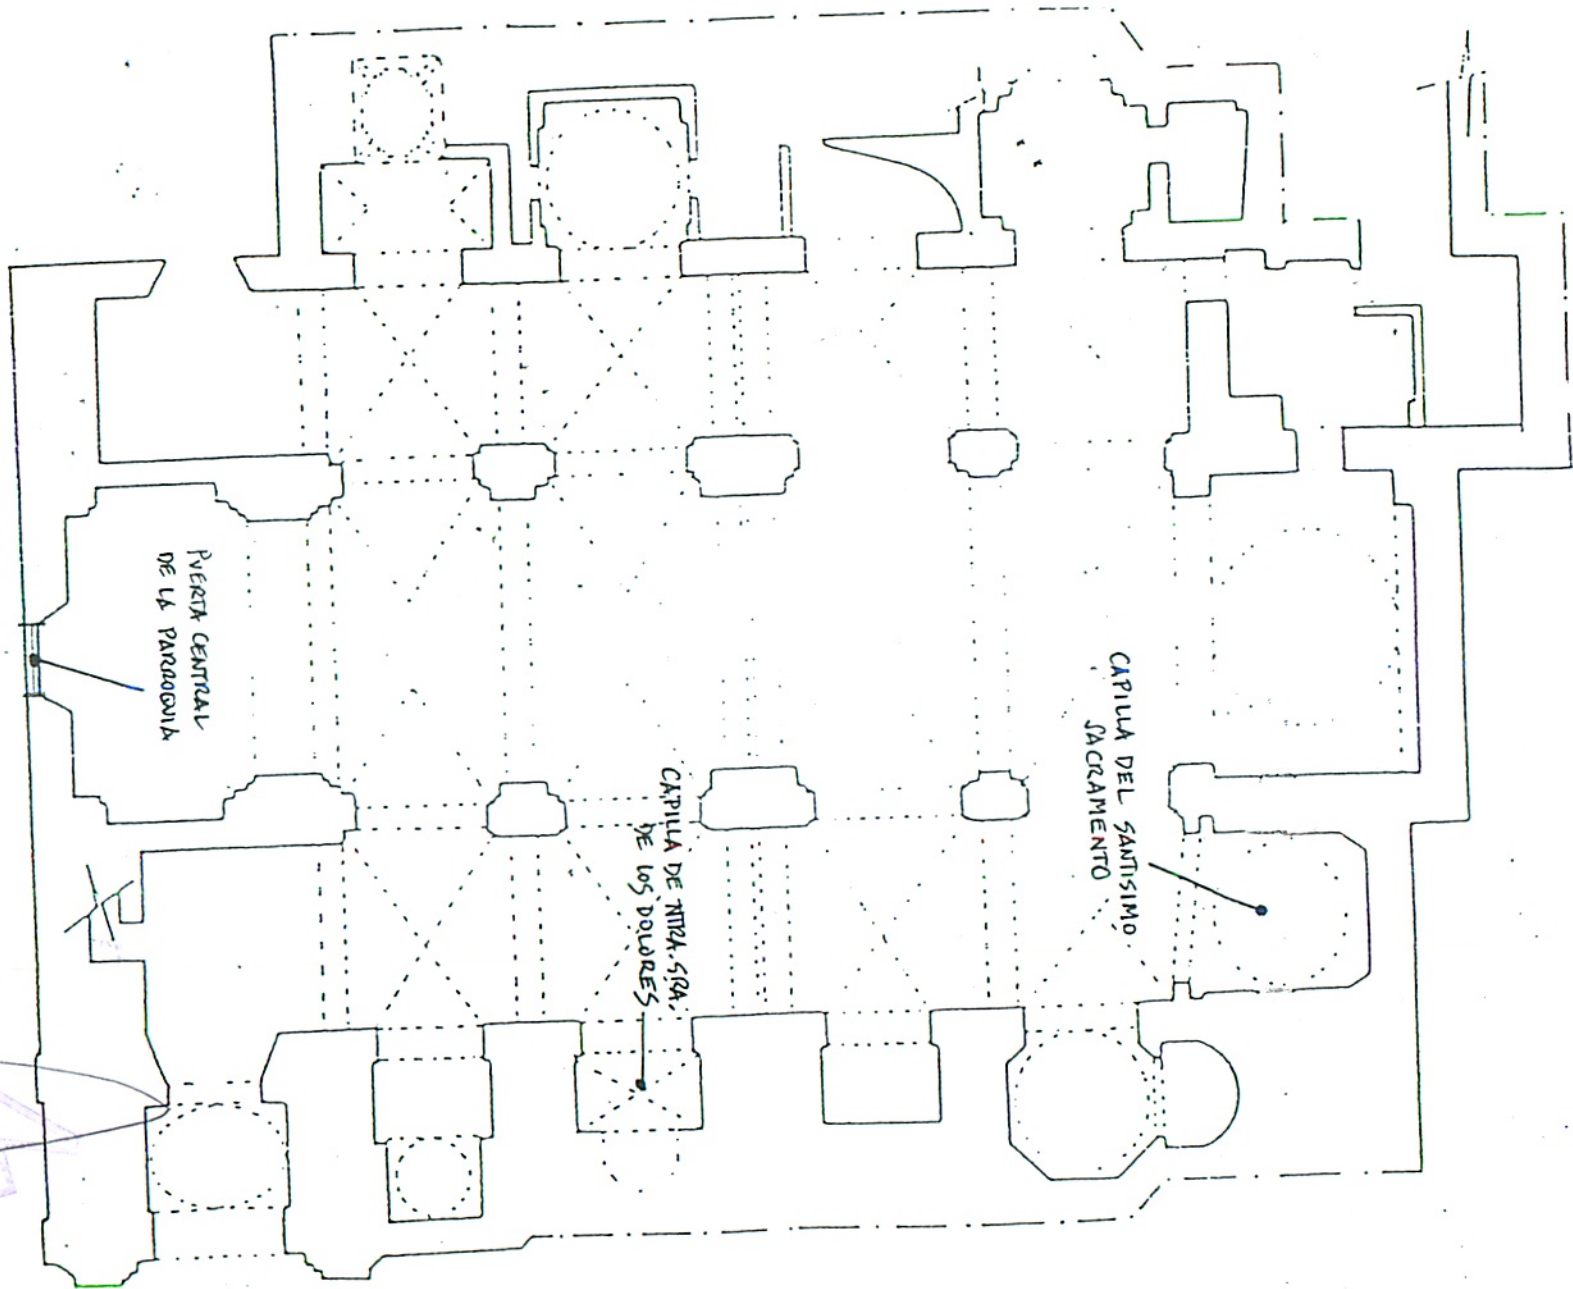 PUERTA CENTRAL
DE LA PARROQUIA
CAPILLA DE NTRA. SRA.
DE LOS DOLORES
CAPILLA DEL SANTISIMO
SACRAMENTO